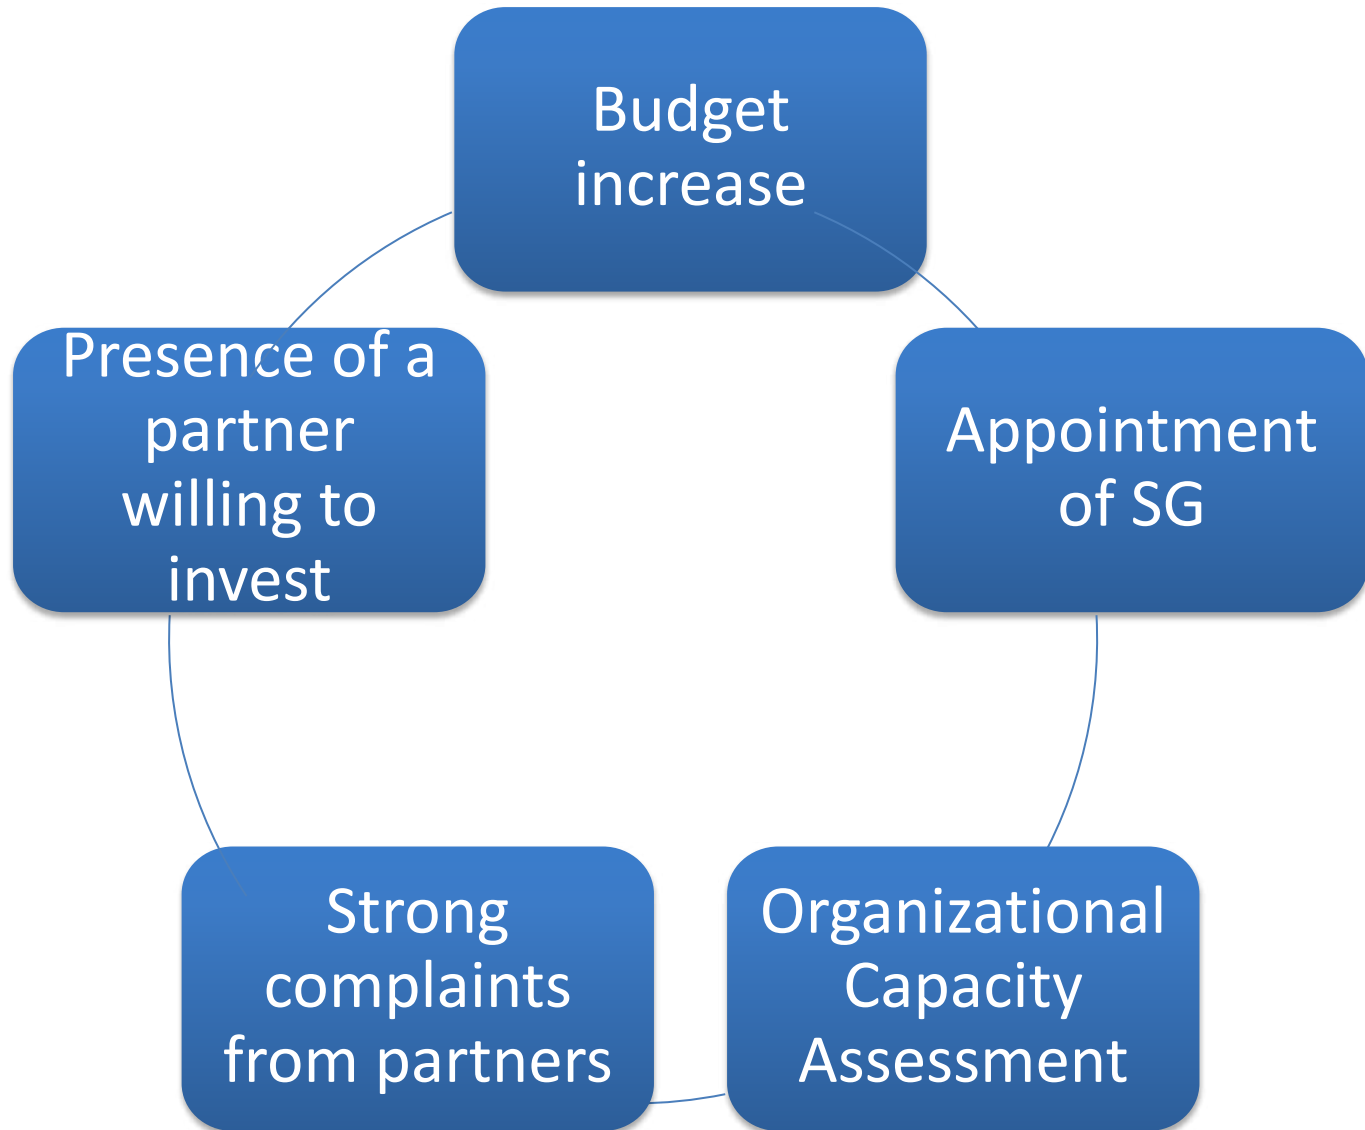 Budget
increase
Presence of a
partner
willing to
invest
Appointment
of SG
Strong
complaints
from partners
Organizational
Capacity
Assessment